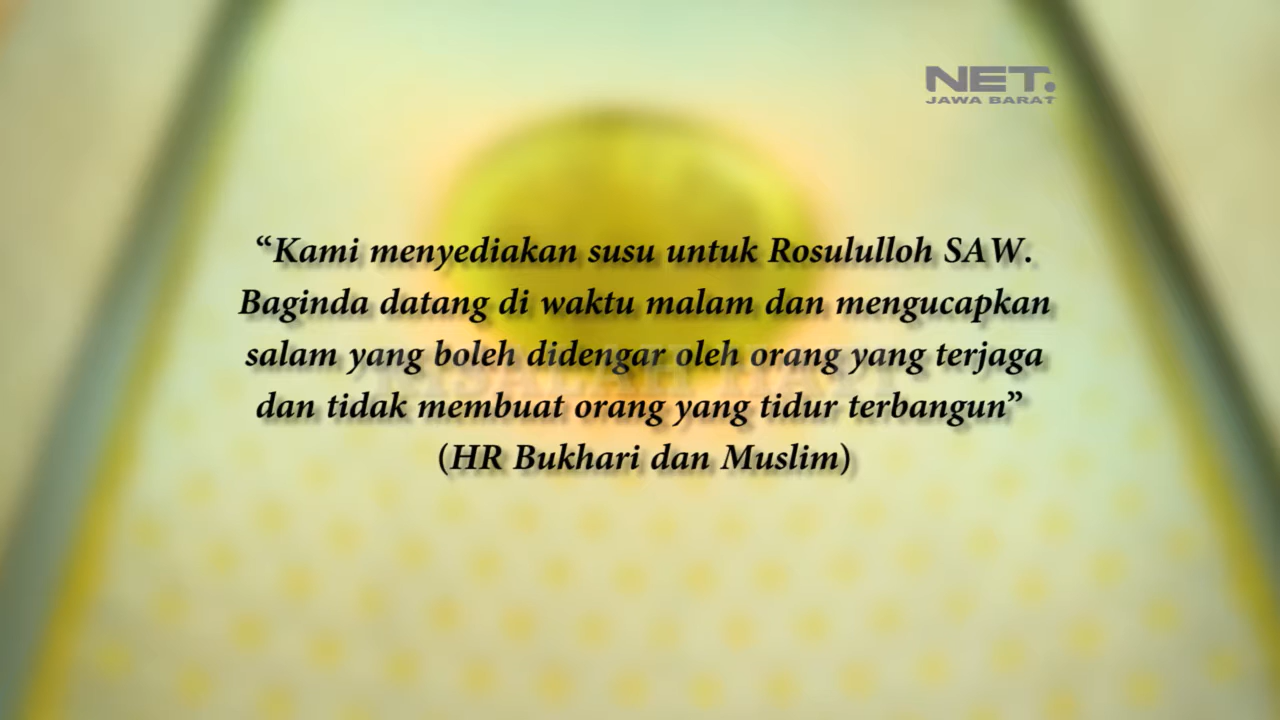 NET.
JAWA BARAT
“Kami menyediakan susu untuk Rosululloh SAW.
Baginda datang di waktu malam dan mengucapkan
salam yang boleh didengar oleh orang yang terjaga
dan tidak membuat orang yang tidur terbangun”
(HR Bukhari dan Muslim)